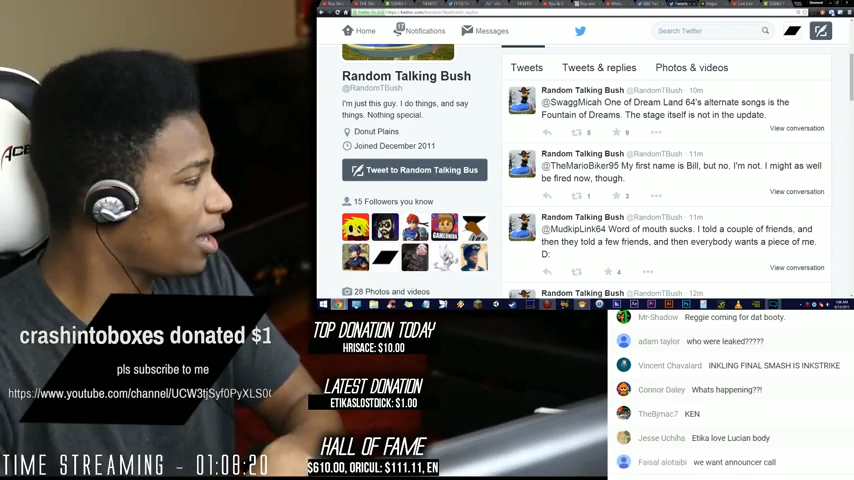 Home
17
Notifications
Messages
Search Twitter
Random Talking Bush
@RandomTBush
I'm just this guy. I do things, and say
things. Nothing special.
Donut Plains
Joined December 2011
Tweet to Random Talking Bus
15 Followers you know
GAMEONION
28 Photos and videos
Tweets
Tweets & replies
Photos & videos
Random Talking Bush @RandomTBush · 10m
@SwaggMicah One of Dream Land 64's alternate songs is the
Fountain of Dreams. The stage itself is not in the update.
5
9
View conversation
Random Talking Bush @RandomTBush · 11m
@TheMarioBiker95 My first name is Bill, but no, I'm not. I might as well
be fired now, though.
1
3
View conversation
Random Talking Bush @RandomTBush · 11m
@MudkipLink64 Word of mouth sucks. I told a couple of friends, and
then they told a few friends, and then everybody wants a piece of me.
D:
4
View conversation
Random Talking Bush @RandomTBush · 12m
crashintoboxes donated $1
pls subscribe to me
https://www.youtube.com/channel/UCW3tjSyf0PyXLS0
TIME STREAMING - 01:08:20
TOP DONATION TODAY
HRISACE: $10.00
LATEST DONATION
ETIKASLOSTDICK: $1.00
HALL OF FAME
$610.00, ORICUL: $111.11, EN
Mr-Shadow Reggie coming for dat booty.
adam taylor who were leaked?????
Vincent Chavalard INKLING FINAL SMASH IS INKSTRIKE
Connor Daley Whats happening??!
TheBjmac7 KEN
Jesse Uchiha Etika love Lucian body
Faisal alotaibi we want announcer call